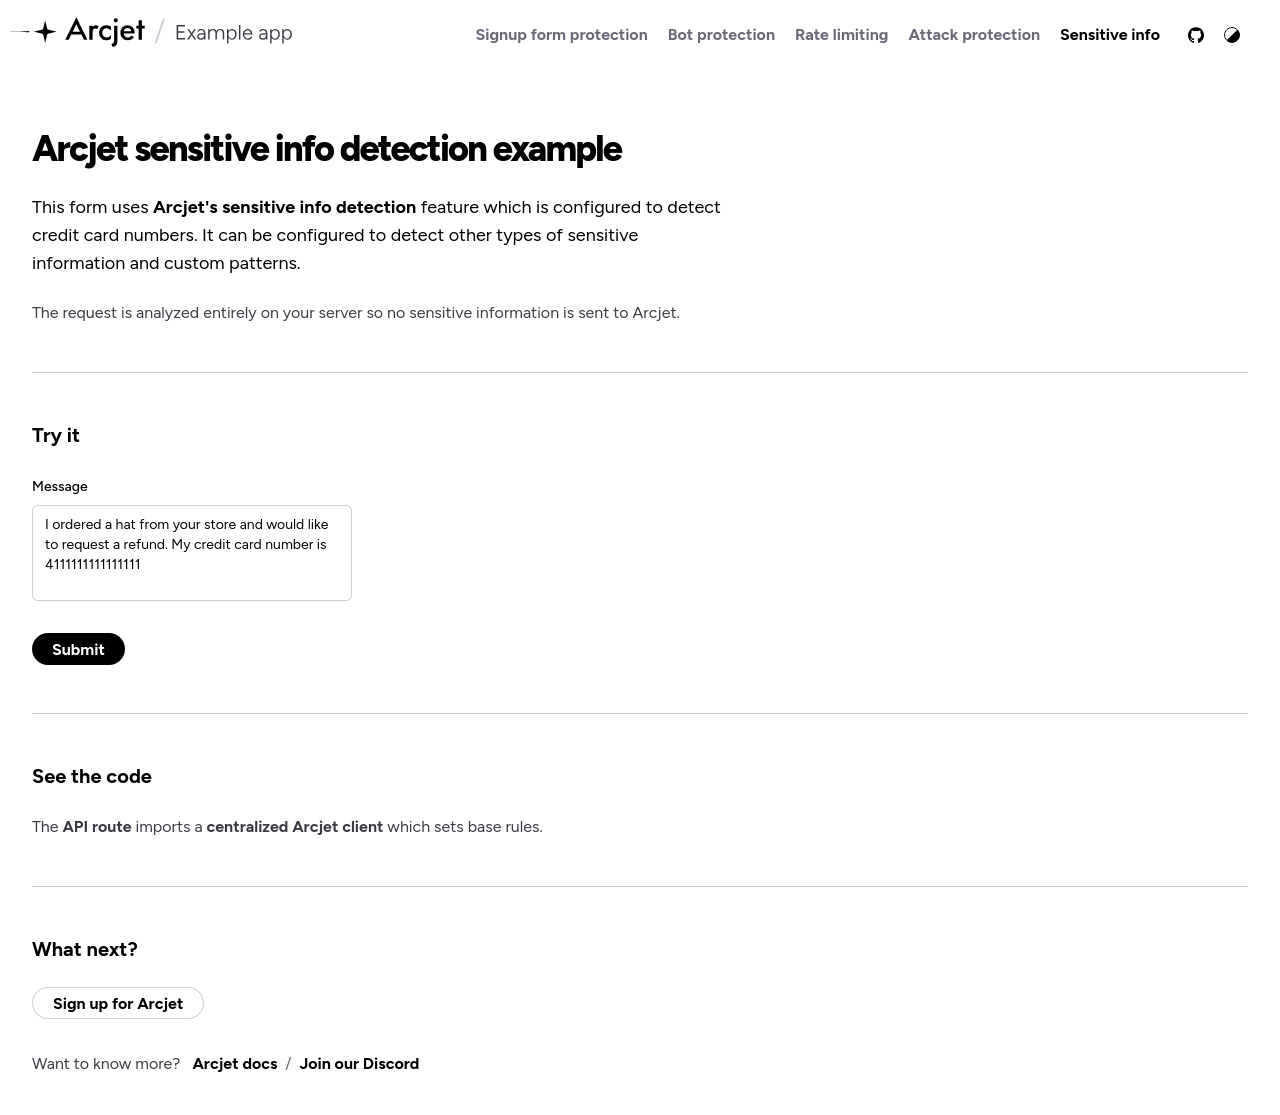 Arcjet / Example app
Signup form protection Bot protection Rate limiting Attack protection Sensitive info
Arcjet sensitive info detection example
This form uses Arcjet's sensitive info detection feature which is configured to detect
credit card numbers. It can be configured to detect other types of sensitive
information and custom patterns.
The request is analyzed entirely on your server so no sensitive information is sent to Arcjet.
Try it
Message
I ordered a hat from your store and would like
to request a refund. My credit card number is
4111111111111111
Submit
See the code
The API route imports a centralized Arcjet client which sets base rules.
What next?
Sign up for Arcjet
Want to know more? Arcjet docs / Join our Discord